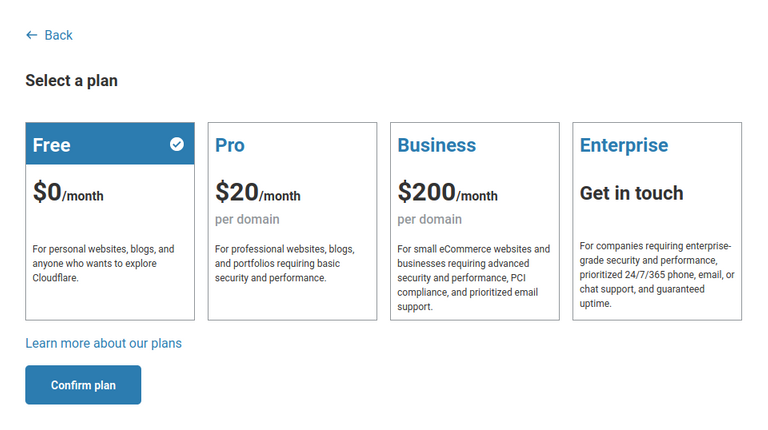 ← Back
Select a plan
Free
$0/month
For personal websites, blogs, and
anyone who wants to explore
Cloudflare.
Pro
$20/month
per domain
For professional websites, blogs,
and portfolios requiring basic
security and performance.
Business
$200/month
per domain
For small eCommerce websites and
businesses requiring advanced
security and performance, PCI
compliance, and prioritized email
support.
Enterprise
Get in touch
For companies requiring enterprise-
grade security and performance,
prioritized 24/7/365 phone, email, or
chat support, and guaranteed
uptime.
Learn more about our plans
Confirm plan